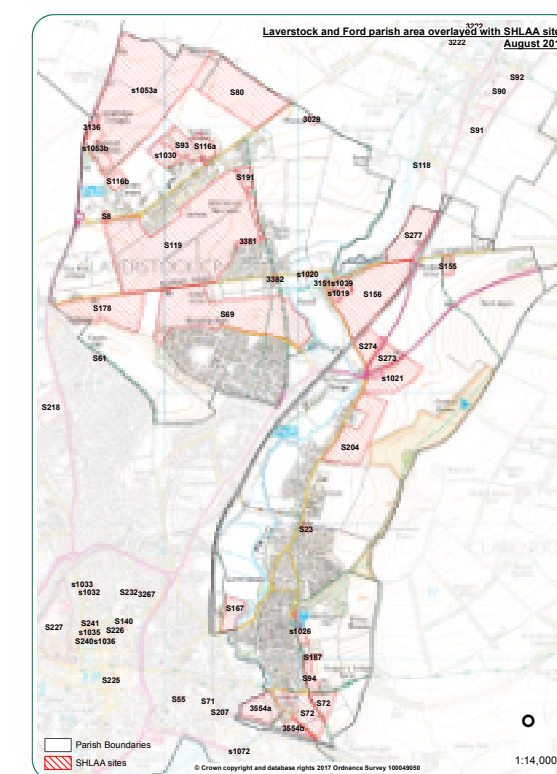 3222
Laverstock and Ford parish area overlayed with SHLAA site
3222
August 201
S92
S90
s1053a
S80
3029
3136
S91
s1053b
S93
S116a
s1030
S118
S116b
S191
S8
S277
S119
3381
s1020
S155
3382
3151s1039
s1019
S156
S178
S69
S274
S61
S273
s1021
S218
S204
S23
s1033
s1032
S232
3267
S167
S227
S241
S140
s1035
S226
S240s1036
s1026
S187
S225
S94
S55
S71
S72
S207
3554a
S72
3554b
Parish Boundaries
s1072
SHLAA sites
© Crown copyright and database rights 2017 Ordnance Survey 100049050
1:14,000